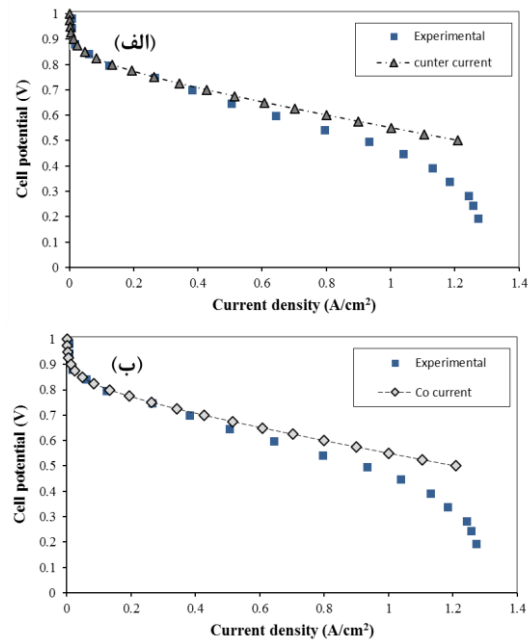 (الف)
Experimental
cunter current
Cell potential (V)
1
0.9
0.8
0.7
0.6
0.5
0.4
0.3
0.2
0.1
0
0 0.2 0.4 0.6 0.8 1 1.2 1.4
Current density (A/cm²)
(ب)
Experimental
Co current
Cell potential (V)
1
0.9
0.8
0.7
0.6
0.5
0.4
0.3
0.2
0.1
0
0 0.2 0.4 0.6 0.8 1 1.2 1.4
Current density (A/cm²)